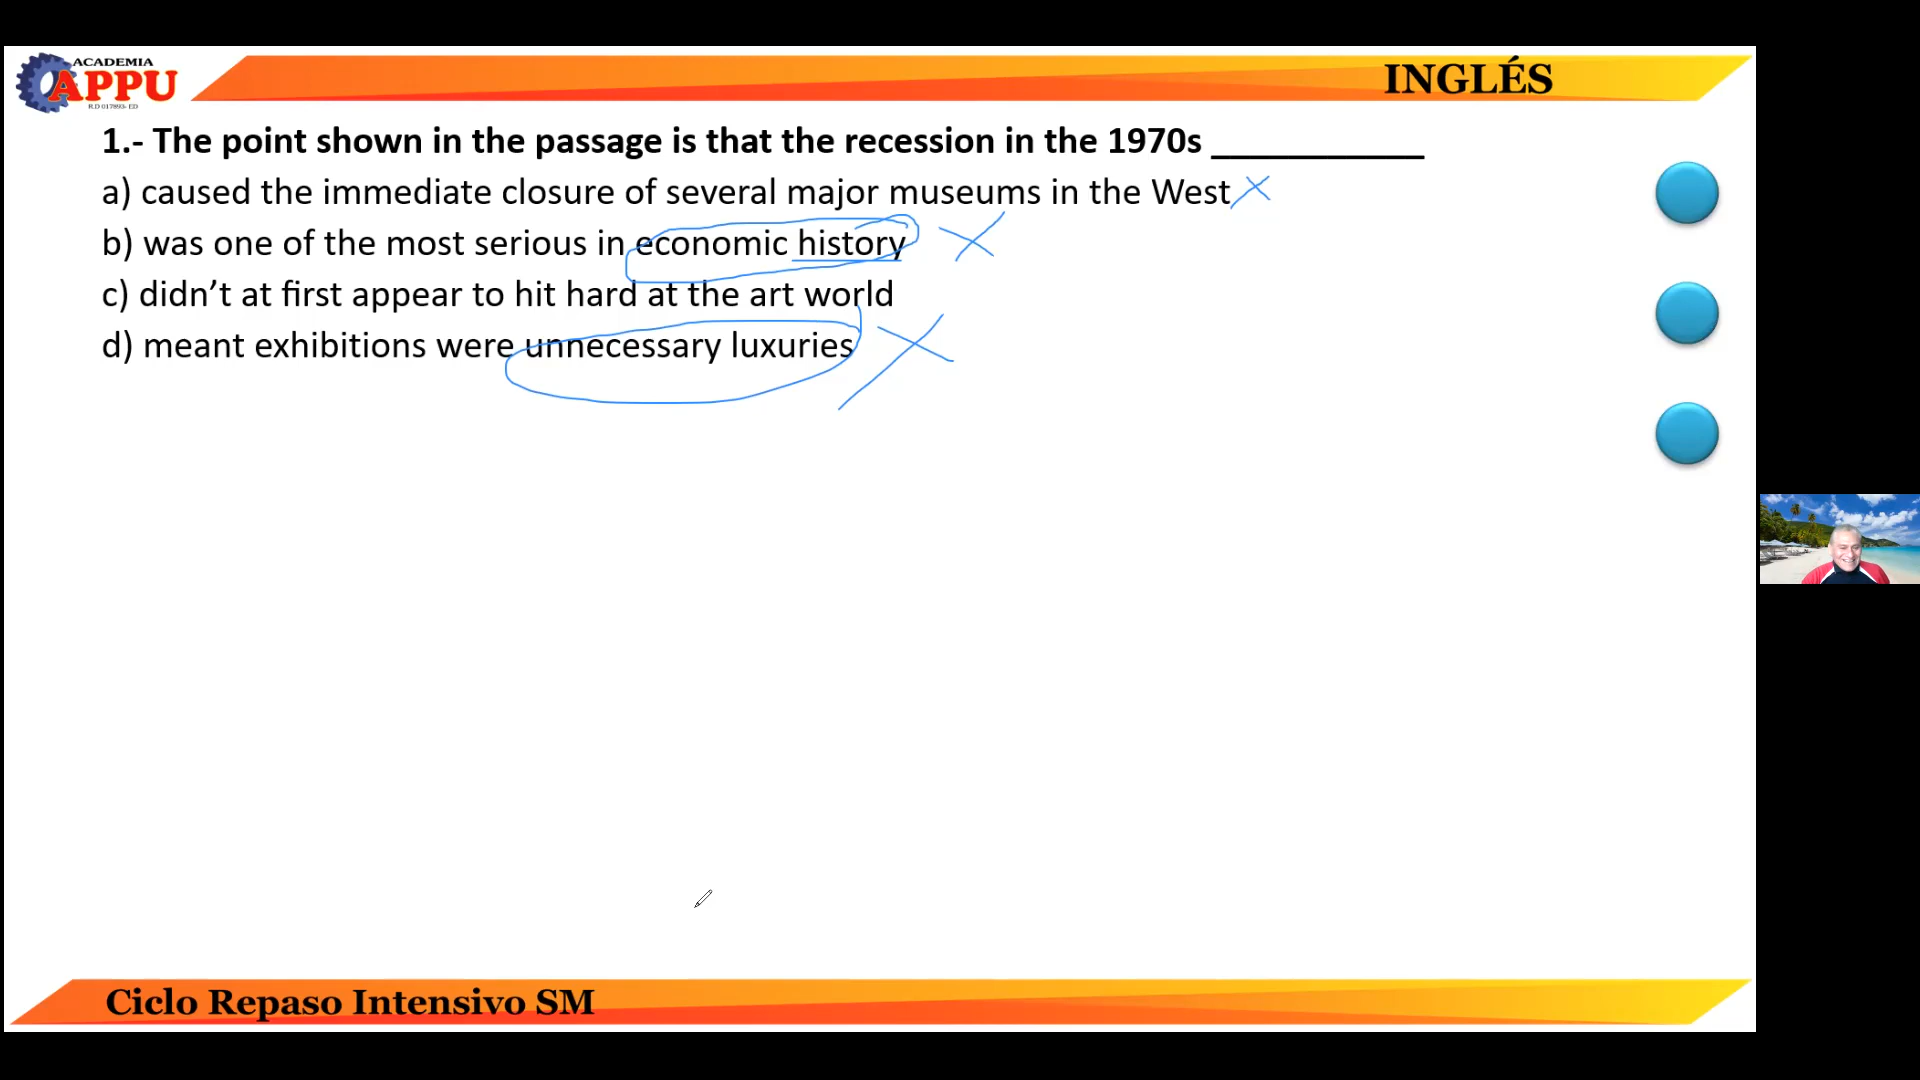 ACADEMIA
APPU
R.D 017893- ED
INGLÉS
1.- The point shown in the passage is that the recession in the 1970s ___________
a) caused the immediate closure of several major museums in the West
b) was one of the most serious in economic history
c) didn’t at first appear to hit hard at the art world
d) meant exhibitions were unnecessary luxuries
Ciclo Repaso Intensivo SM